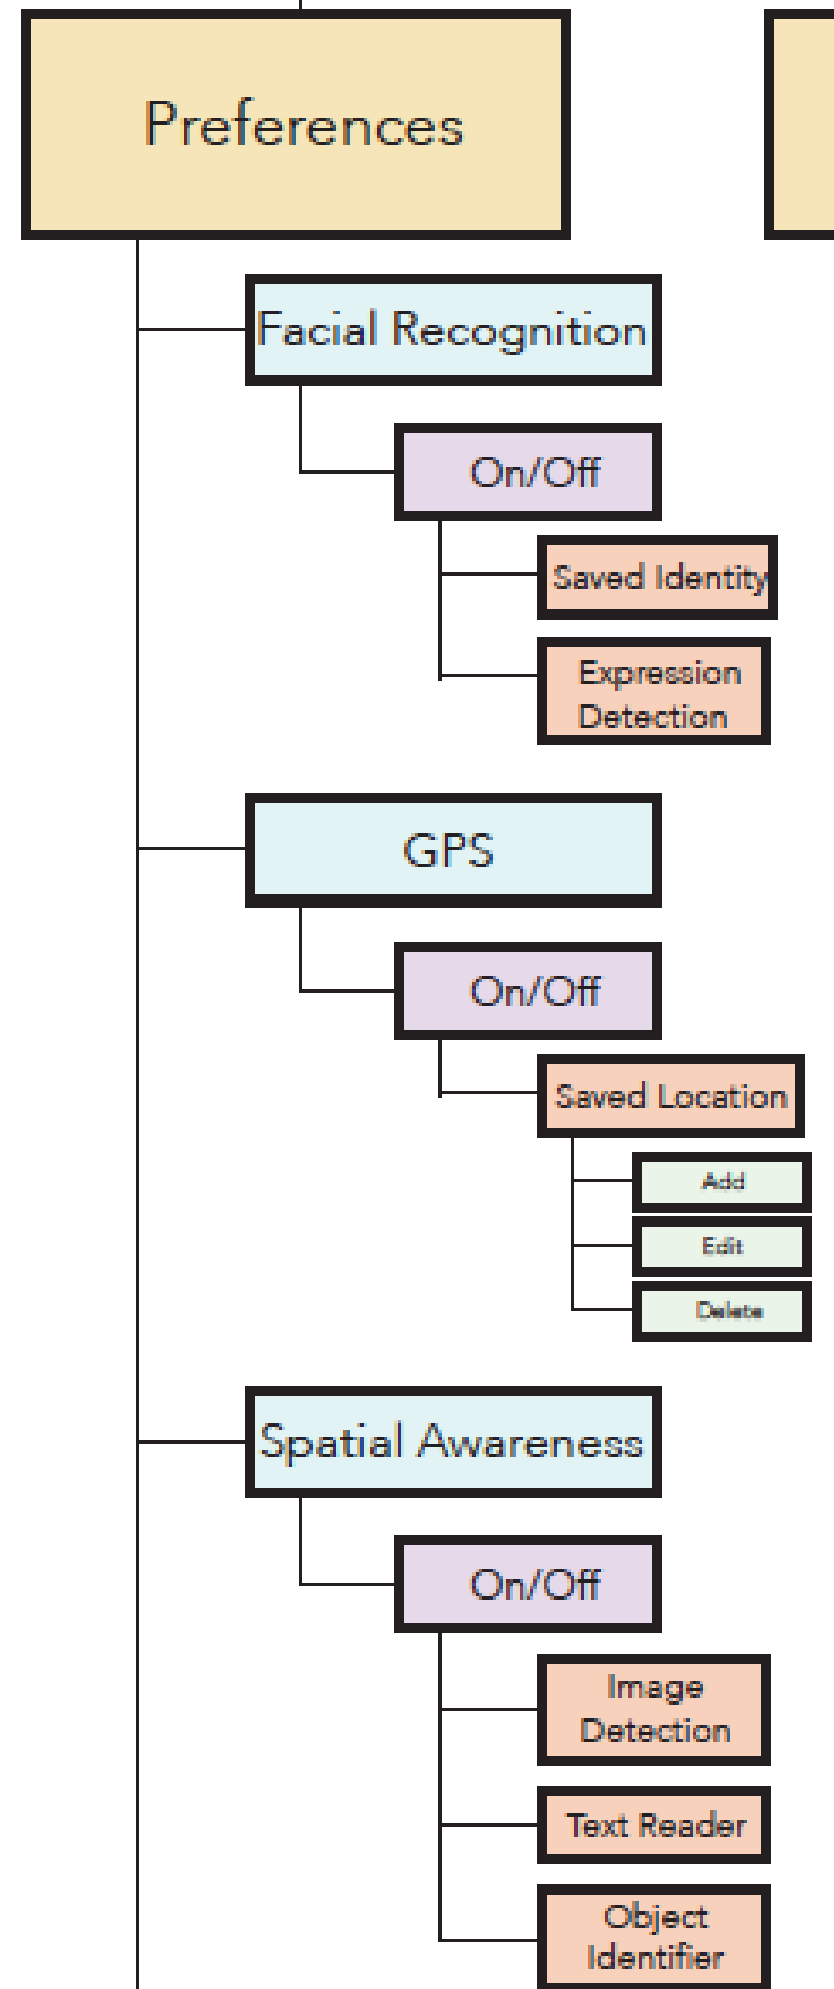 Preferences
Facial Recognition
On/Off
Saved Identity
Expression
Detection
GPS
On/Off
Saved Location
Add
Edit
Delete
Spatial Awareness
On/Off
Image
Detection
Text Reader
Object
Identifier